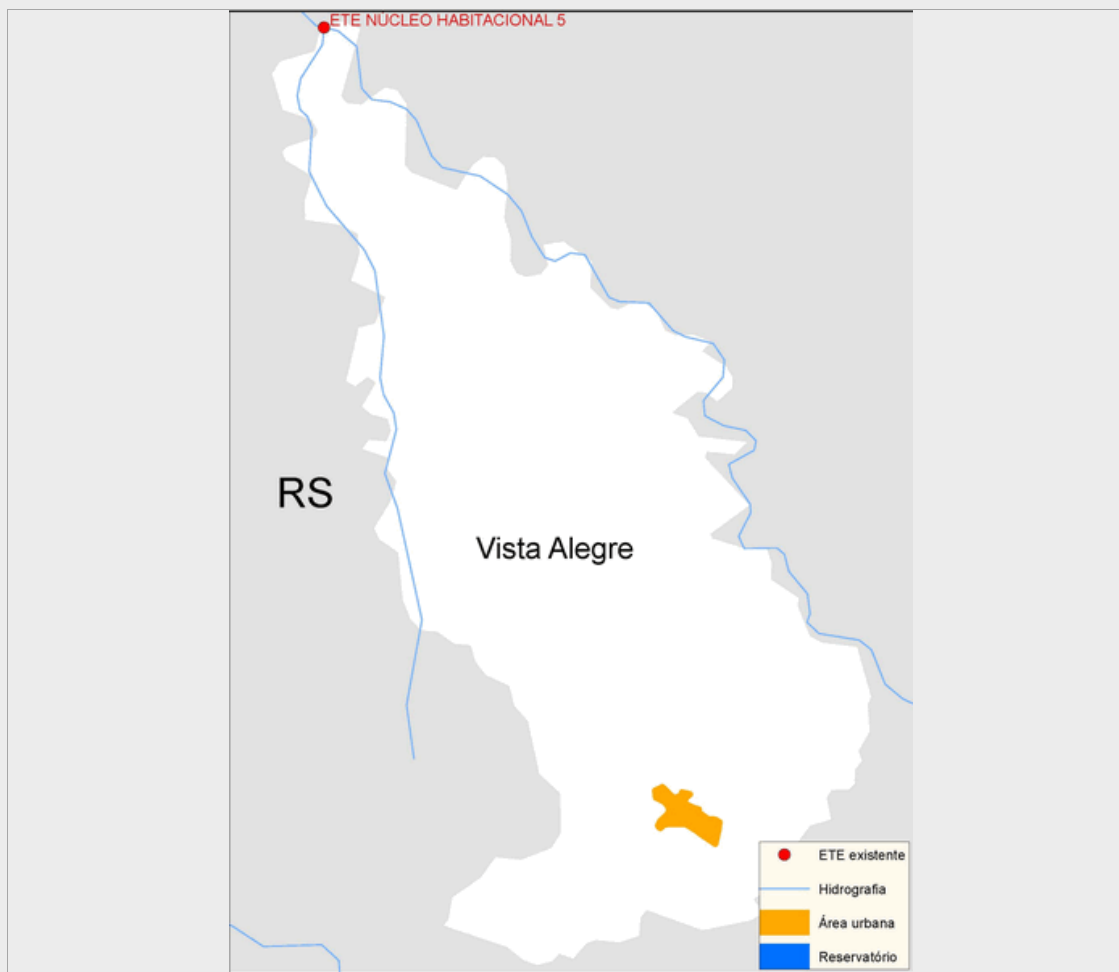 ETE NÚCLEO HABITACIONAL 5
RS
Vista Alegre
ETE existente
Hidrografia
Área urbana
Reservatório